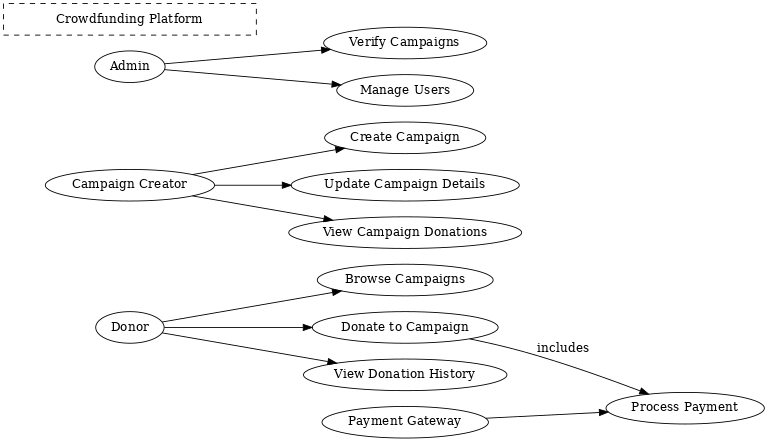 Crowdfunding Platform
Verify Campaigns
Admin
Manage Users
Create Campaign
Campaign Creator
Update Campaign Details
View Campaign Donations
Browse Campaigns
Donor
Donate to Campaign
includes
View Donation History
Process Payment
Payment Gateway